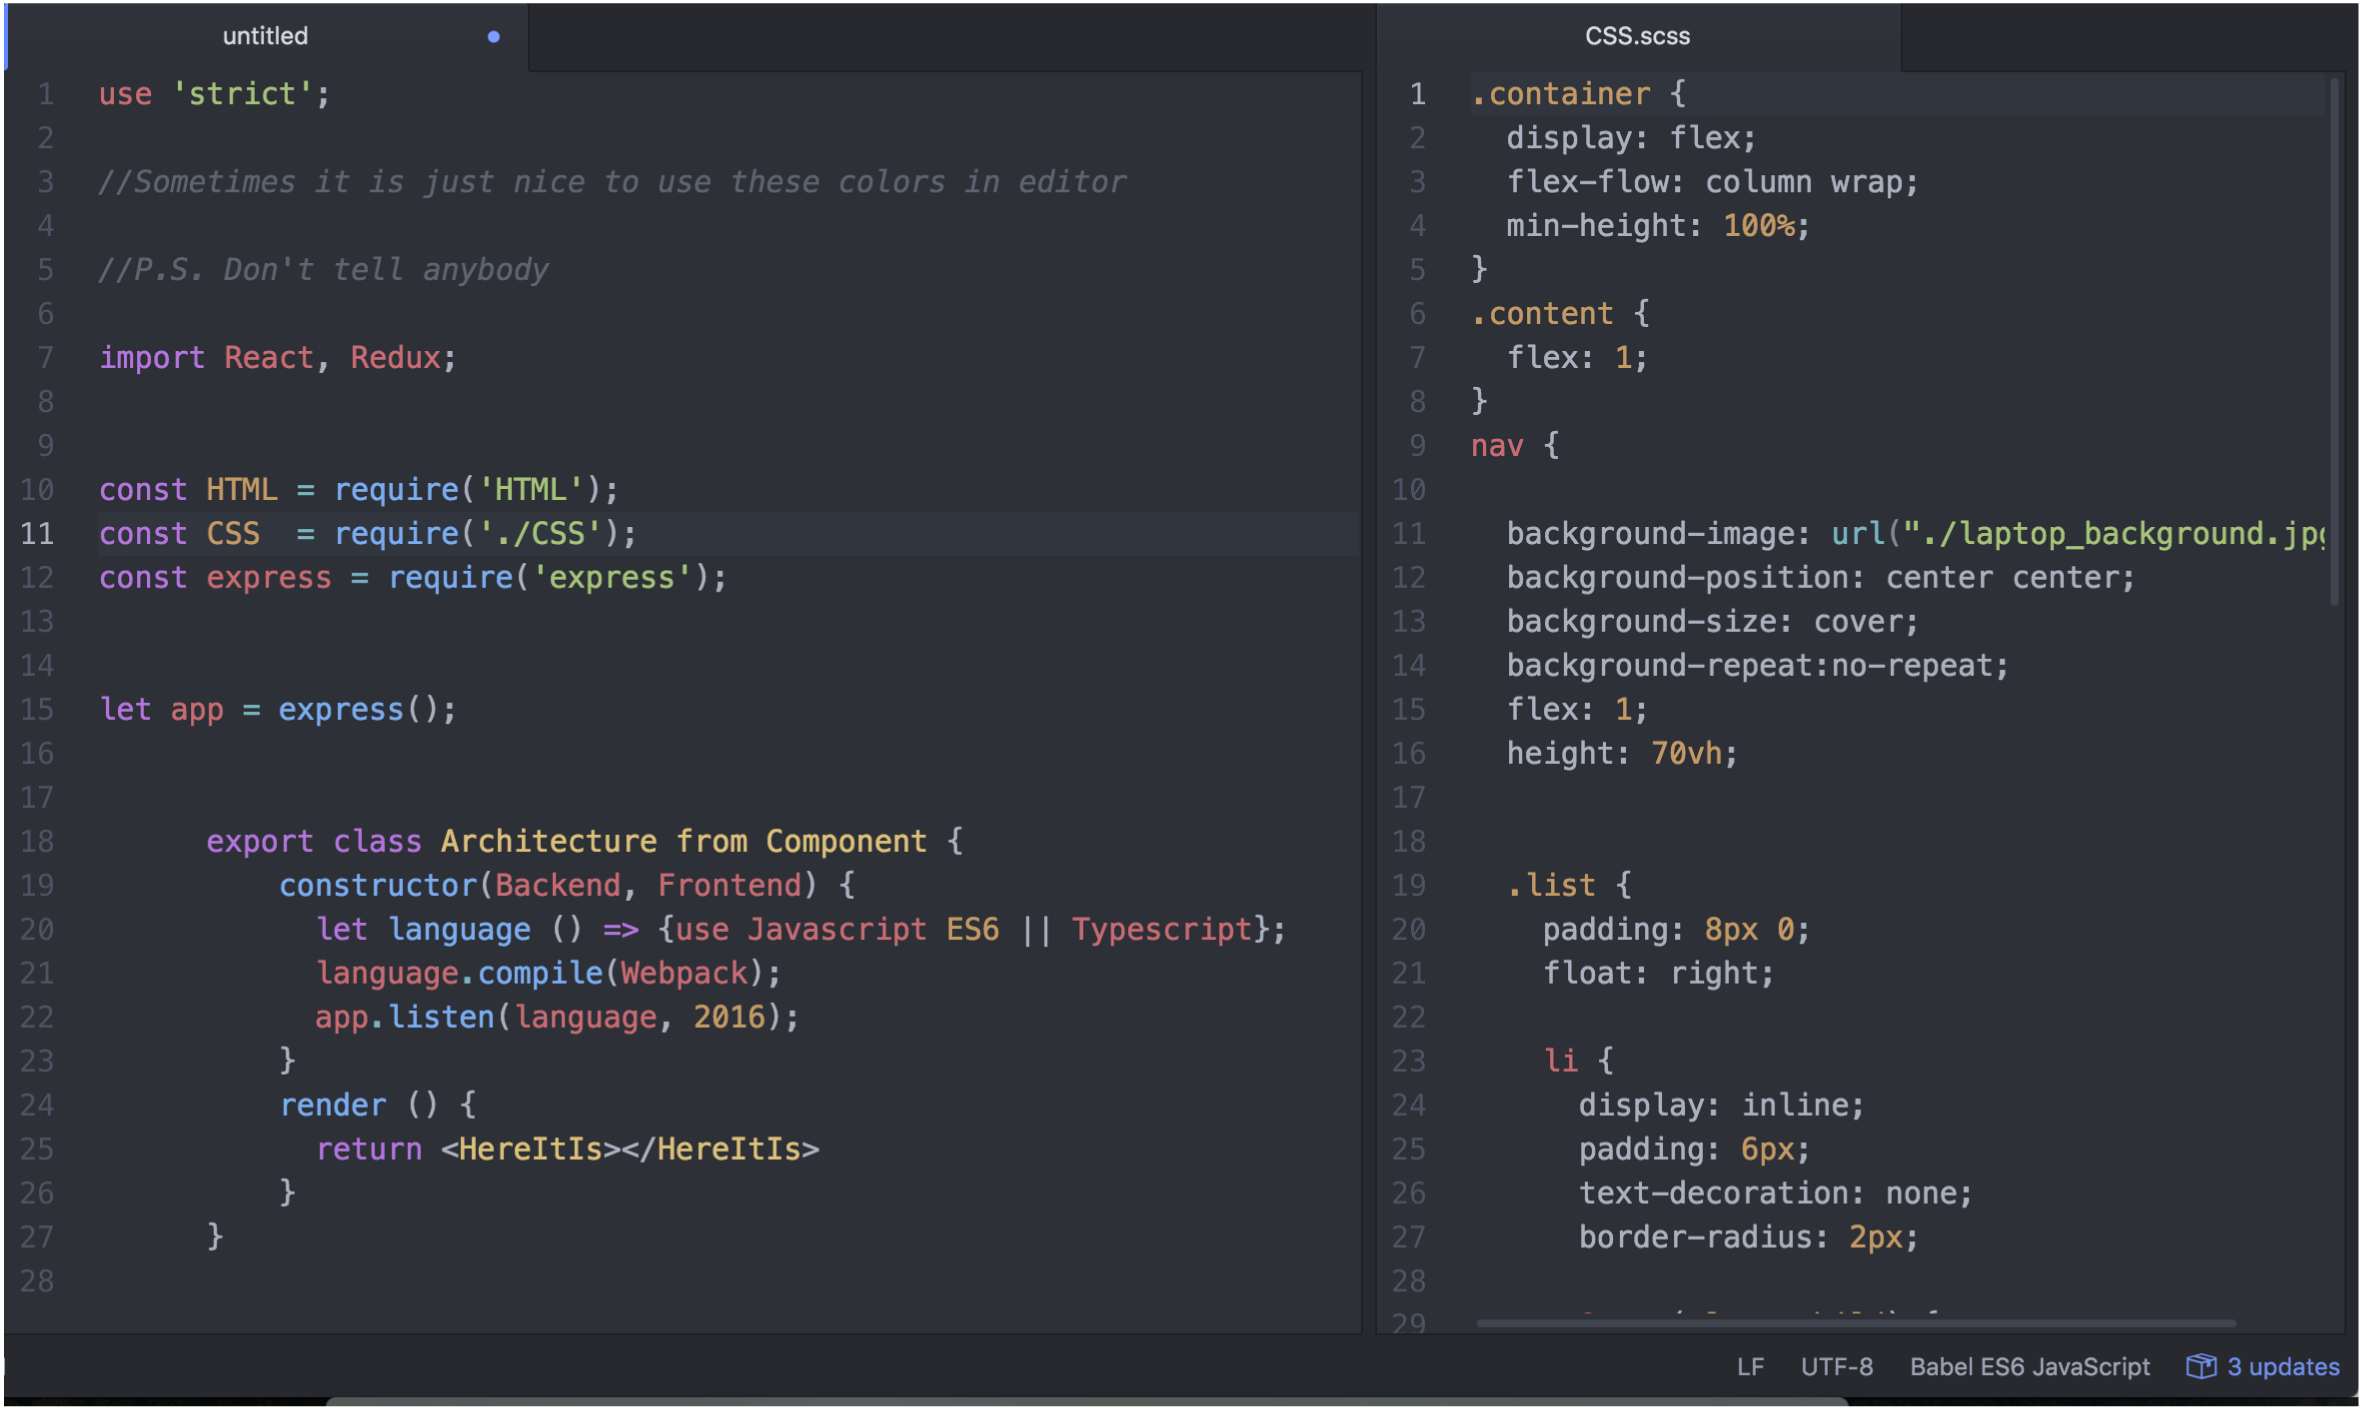 untitled
1 use 'strict';
2
3 //Sometimes it is just nice to use these colors in editor
4
5 //P.S. Don't tell anybody
6
7 import React, Redux;
8
9
10 const HTML = require('HTML');
11 const CSS  = require('./CSS');
12 const express = require('express');
13
14
15 let app = express();
16
17
18       export class Architecture from Component {
19           constructor(Backend, Frontend) {
20             let language () => {use Javascript ES6 || Typescript};
21             language.compile(Webpack);
22             app.listen(language, 2016);
23           }
24           render () {
25             return <HereItIs></HereItIs>
26           }
27       }
28
CSS.scss
1 .container {
2   display: flex;
3   flex-flow: column wrap;
4   min-height: 100%;
5 }
6 .content {
7   flex: 1;
8 }
9 nav {
10
11   background-image: url("./laptop_background.jpg
12   background-position: center center;
13   background-size: cover;
14   background-repeat:no-repeat;
15   flex: 1;
16   height: 70vh;
17
18
19   .list {
20     padding: 8px 0;
21     float: right;
22
23     li {
24       display: inline;
25       padding: 6px;
26       text-decoration: none;
27       border-radius: 2px;
28
29
LF UTF-8 Babel ES6 JavaScript 3 updates